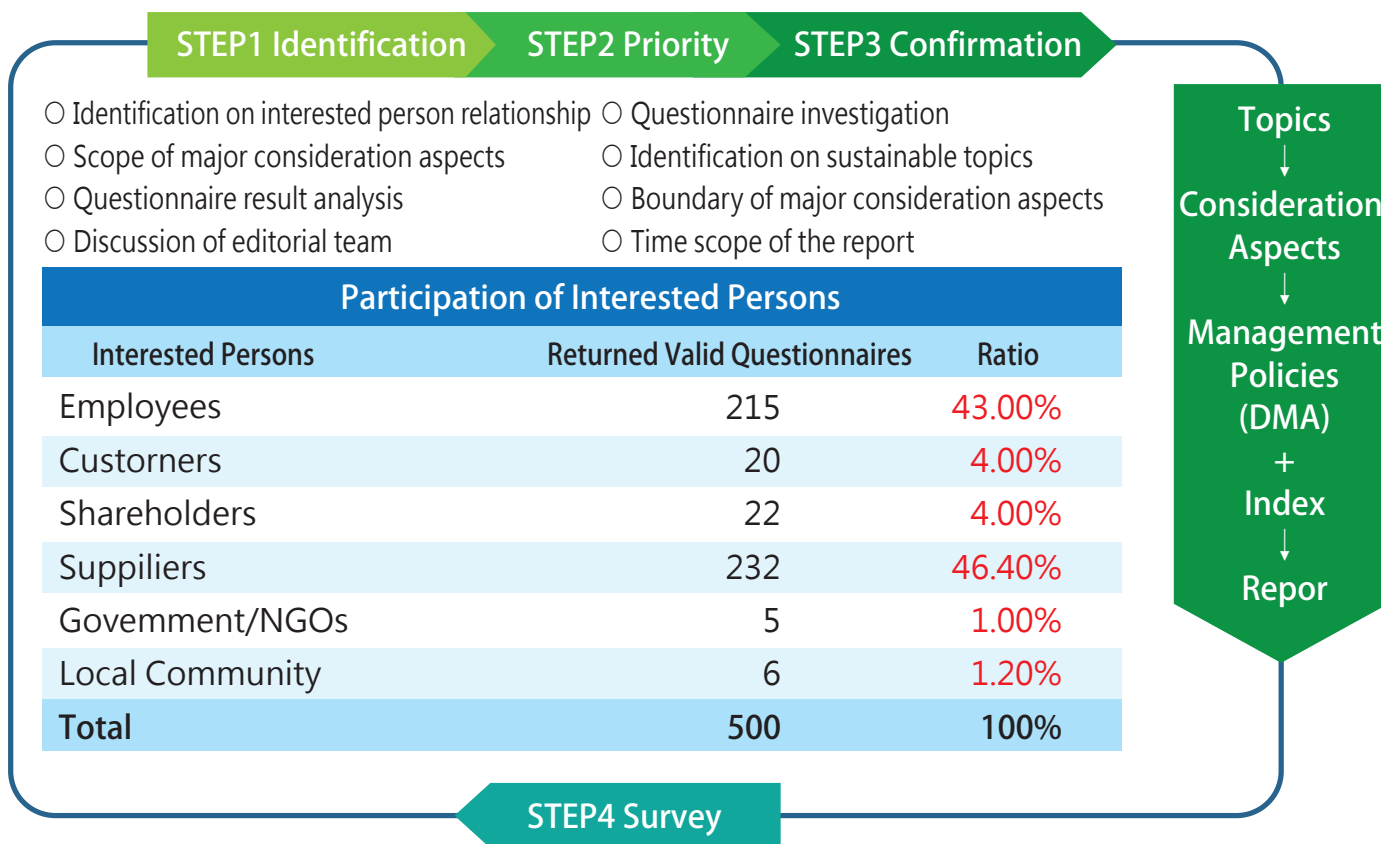 STEP1 Identification STEP2 Priority STEP3 Confirmation
○ Identification on interested person relationship ○ Questionnaire investigation
○ Scope of major consideration aspects ○ Identification on sustainable topics
○ Questionnaire result analysis ○ Boundary of major consideration aspects
○ Discussion of editorial team ○ Time scope of the report
Participation of Interested Persons
Interested Persons Returned Valid Questionnaires Ratio
Employees 215 43.00%
Custorners 20 4.00%
Shareholders 22 4.00%
Suppiliers 232 46.40%
Govemment/NGOs 5 1.00%
Local Community 6 1.20%
Total 500 100%
Topics
↓
Consideration
Aspects
↓
Management
Policies
(DMA)
+
Index
↓
Repor
STEP4 Survey